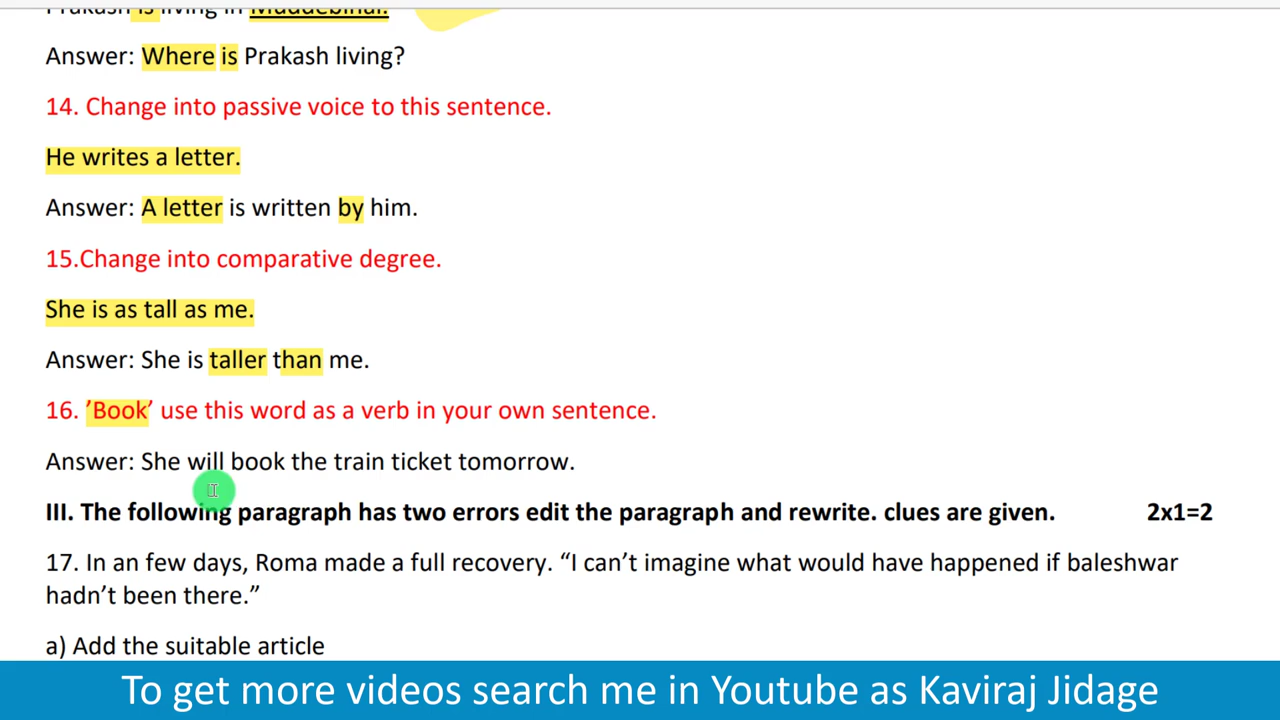 Prakash is living in Muddebihal.
Answer: Where is Prakash living?
14. Change into passive voice to this sentence.
He writes a letter.
Answer: A letter is written by him.
15.Change into comparative degree.
She is as tall as me.
Answer: She is taller than me.
16. ’Book’ use this word as a verb in your own sentence.
Answer: She will book the train ticket tomorrow.
III. The following paragraph has two errors edit the paragraph and rewrite. clues are given. 2x1=2
17. In an few days, Roma made a full recovery. “I can’t imagine what would have happened if baleshwar
hadn’t been there.”
a) Add the suitable article
To get more videos search me in Youtube as Kaviraj Jidage